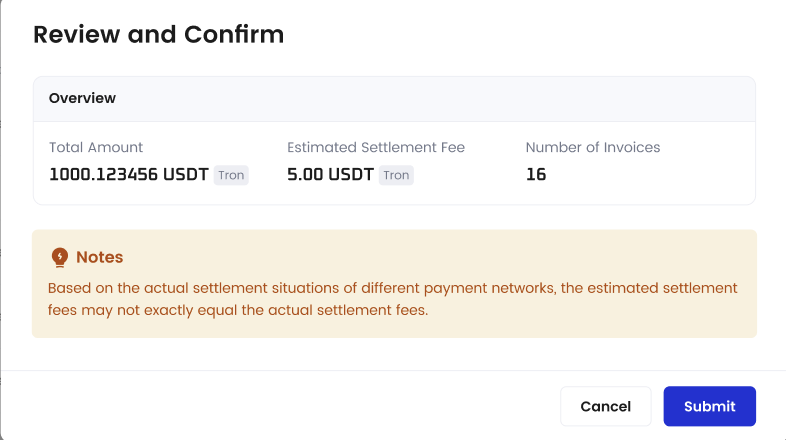 Review and Confirm
Overview
Total Amount
1000.123456 USDT Tron
Estimated Settlement Fee
5.00 USDT Tron
Number of Invoices
16
Notes
Based on the actual settlement situations of different payment networks, the estimated settlement
fees may not exactly equal the actual settlement fees.
Cancel
Submit